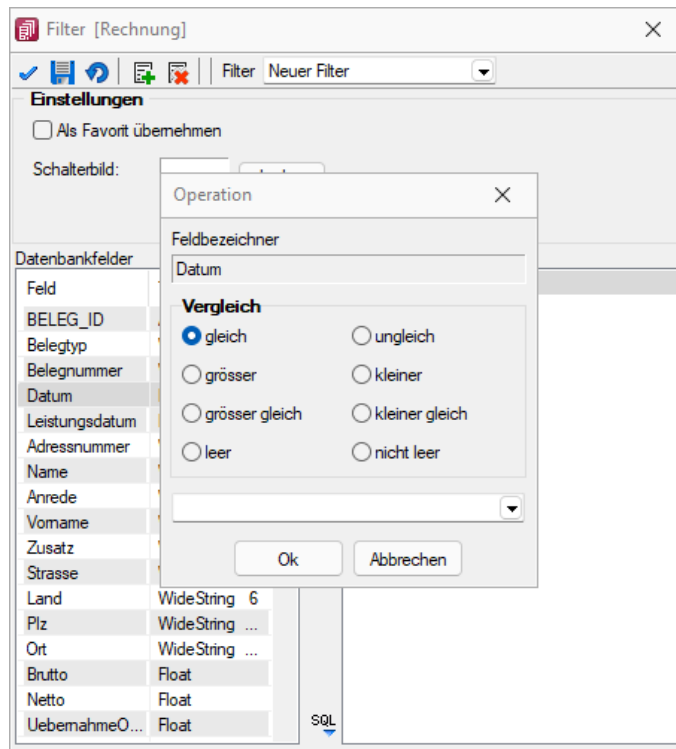 Filter [Rechnung]
Filter Neuer Filter
Einstellungen
Als Favorit übernehmen
Schalterbild:
Operation
Feldbezeichner
Datum
Vergleich
gleich
ungleich
grösser
kleiner
grösser gleich
kleiner gleich
leer
nicht leer
Ok
Abbrechen
Datenbankfelder
Feld
BELEG_ID
Belegtyp
Belegnummer
Datum
Leistungsdatum
Adressnummer
Name
Anrede
Vorname
Zusatz
Strasse
Land WideString 6
Plz WideString ...
Ort WideString ...
Brutto Float
Netto Float
UebernahmeO... Float
SQL